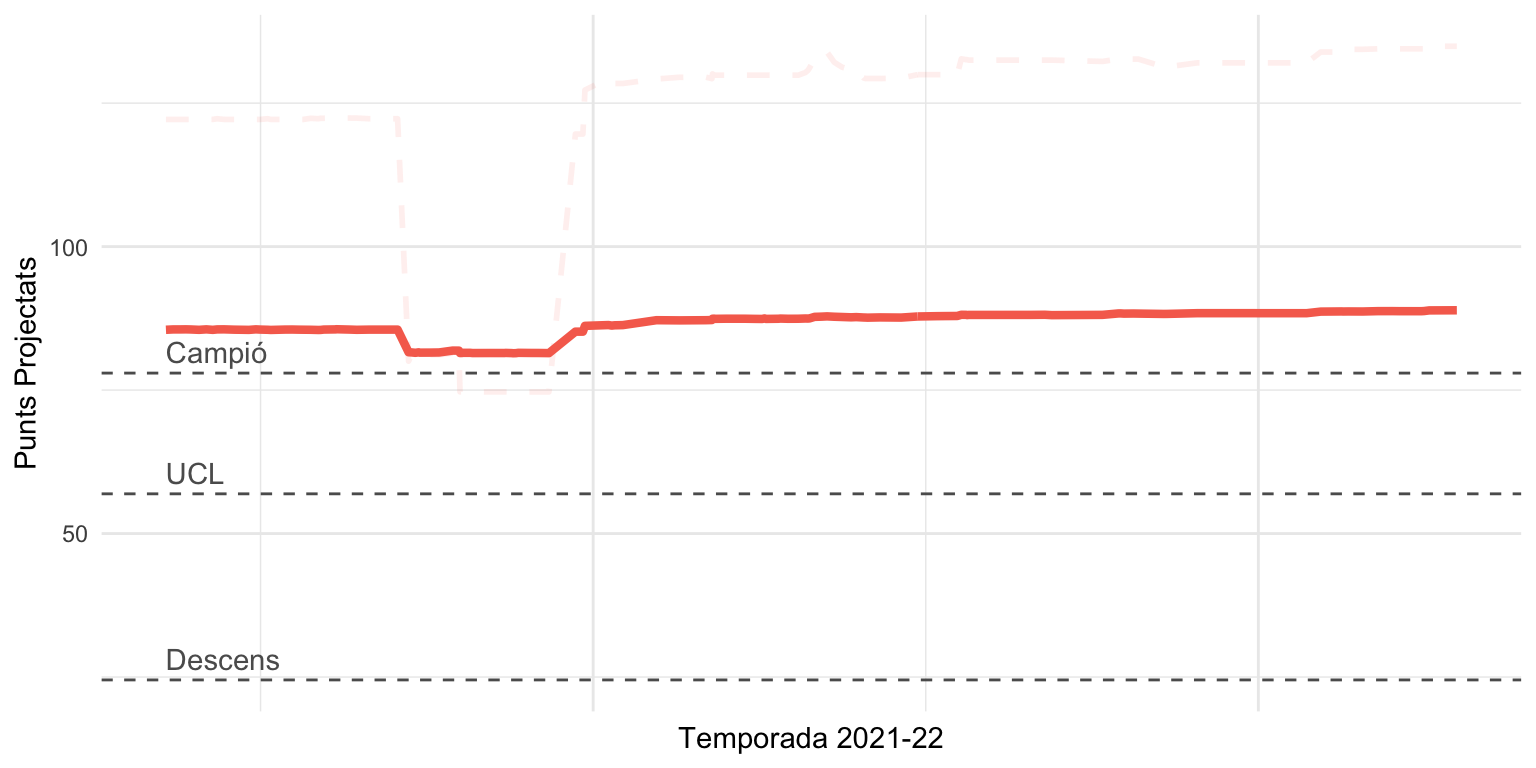 100
Campió
Punts Projectats
UCL
50
Descens
Temporada 2021-22